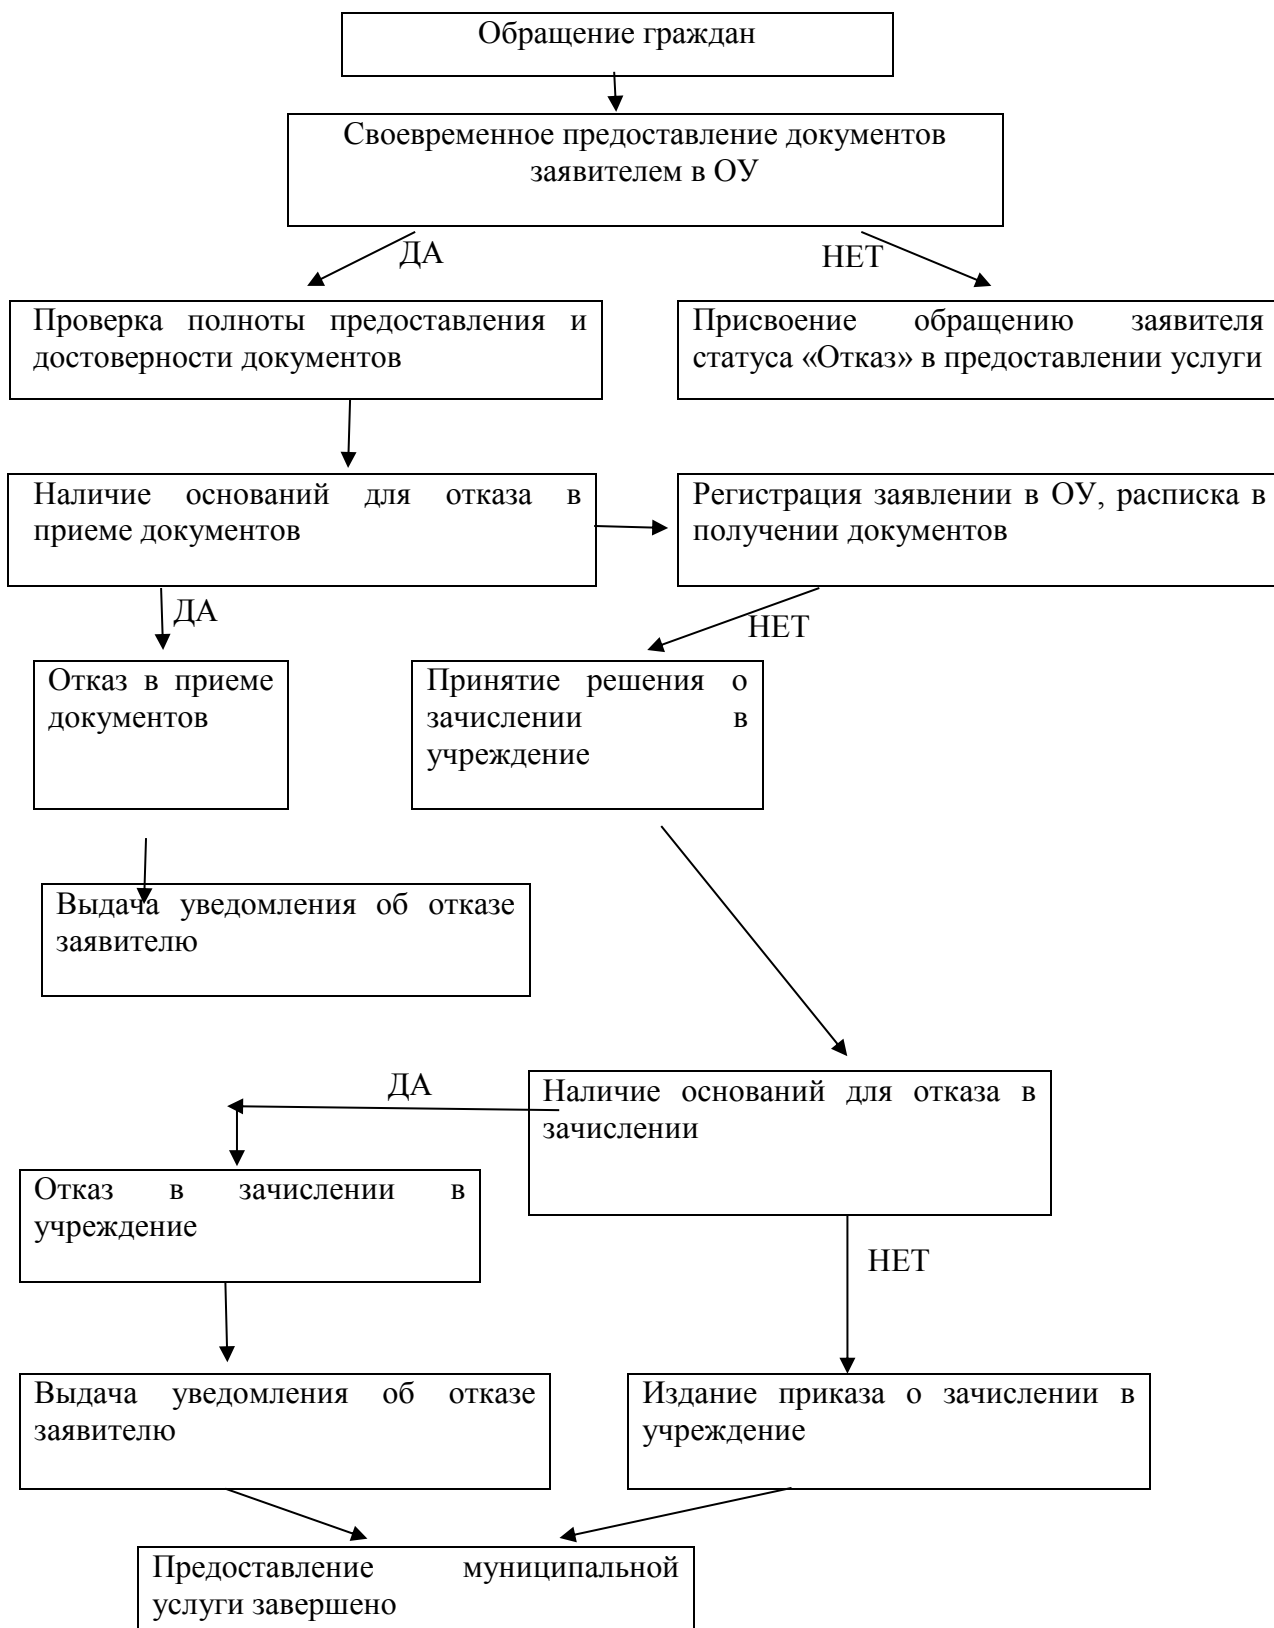 Обращение граждан
Своевременное предоставление документов
заявителем в ОУ
ДА
НЕТ
Проверка полноты предоставления и
достоверности документов
Присвоение обращению заявителя
статуса «Отказ» в предоставлении услуги
Наличие оснований для отказа в
приеме документов
Регистрация заявлении в ОУ, расписка в
получении документов
ДА
НЕТ
Отказ в приеме
документов
Принятие решения о
зачислении в
учреждение
Выдача уведомления об отказе
заявителю
ДА
Наличие оснований для отказа в
зачислении
Отказ в зачислении в
учреждение
НЕТ
Выдача уведомления об отказе
заявителю
Издание приказа о зачислении в
учреждение
Предоставление муниципальной
услуги завершено